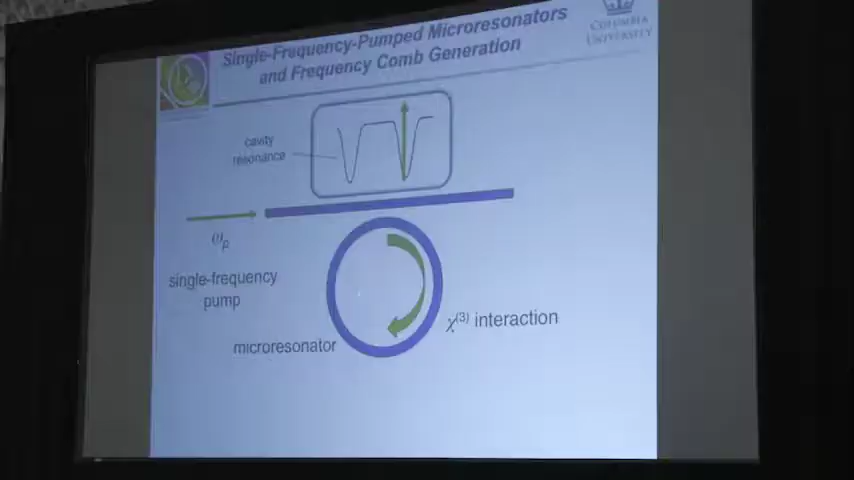 Single-Frequency-Pumped Microresonators
and Frequency Comb Generation
COLUMBIA
UNIVERSITY
cavity
resonance
ωp
single-frequency
pump
χ(3) interaction
microresonator